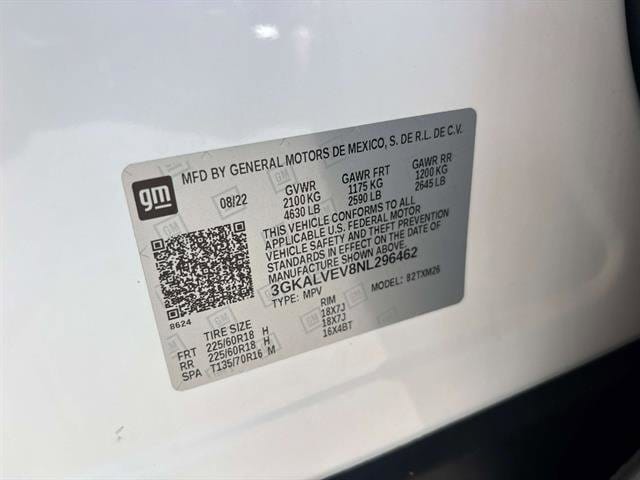 MFD BY GENERAL MOTORS DE MEXICO, S. DE R.L. DE C.V.
gm
08/22 GVWR GAWR FRT GAWR RR
2100 KG 1175 KG 1200 KG
4630 LB 2590 LB 2645 LB
THIS VEHICLE CONFORMS TO ALL
APPLICABLE U.S. FEDERAL MOTOR
VEHICLE SAFETY AND THEFT PREVENTION
STANDARDS IN EFFECT ON THE DATE OF
MANUFACTURE SHOWN ABOVE.
3GKALVEV8NL296462
TYPE: MPV MODEL: 82TXM26
8624
TIRE SIZE RIM
FRT 225/60R18 H 18X7J
RR 225/60R18 H 18X7J
SPA T135/70R16 M 16X4BT